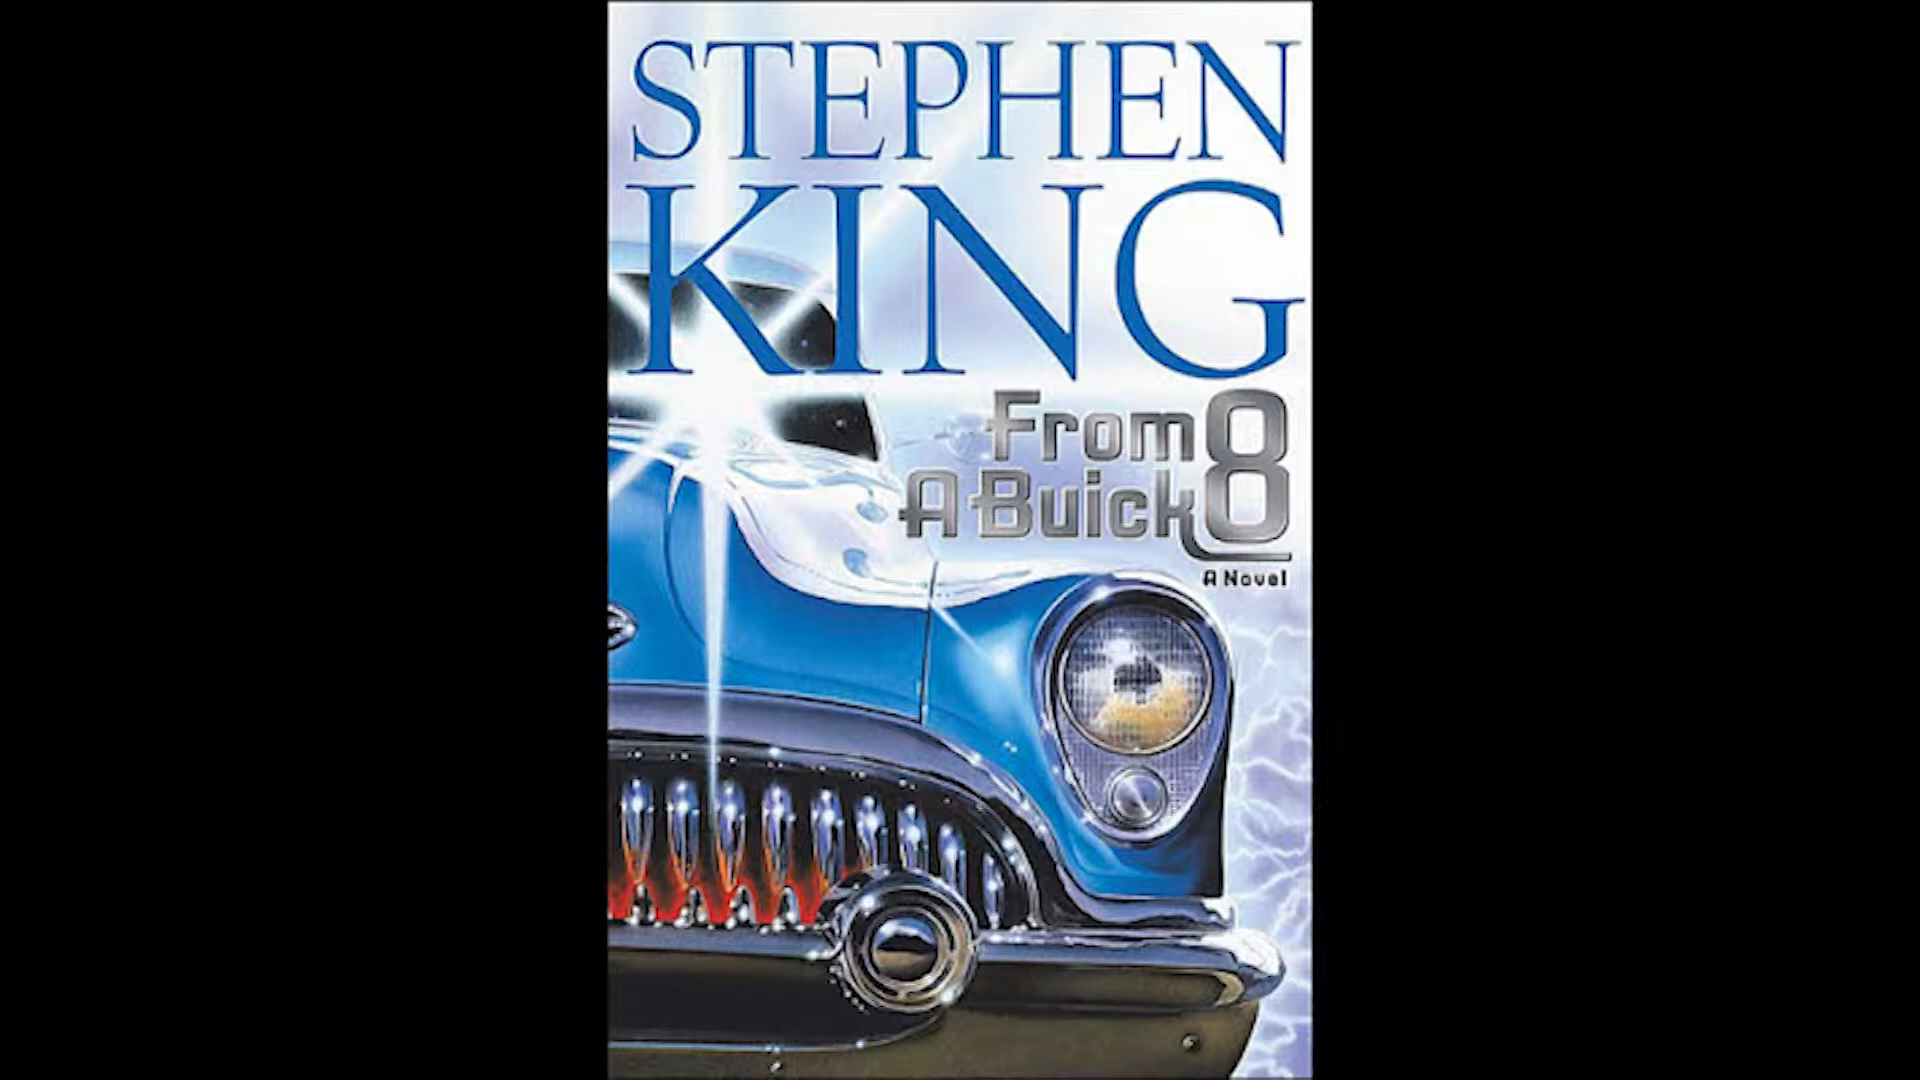 STEPHEN
KING
From
A Buick 8
A Novel